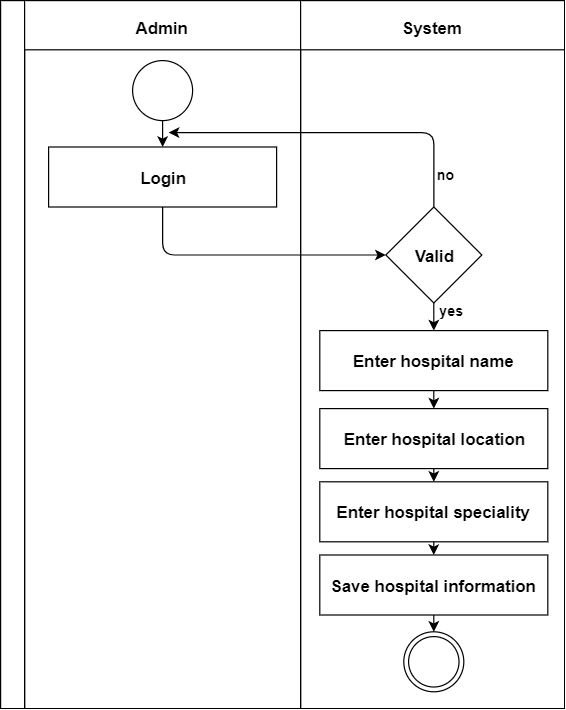 Admin
System
Login
no
Valid
yes
Enter hospital name
Enter hospital location
Enter hospital speciality
Save hospital information